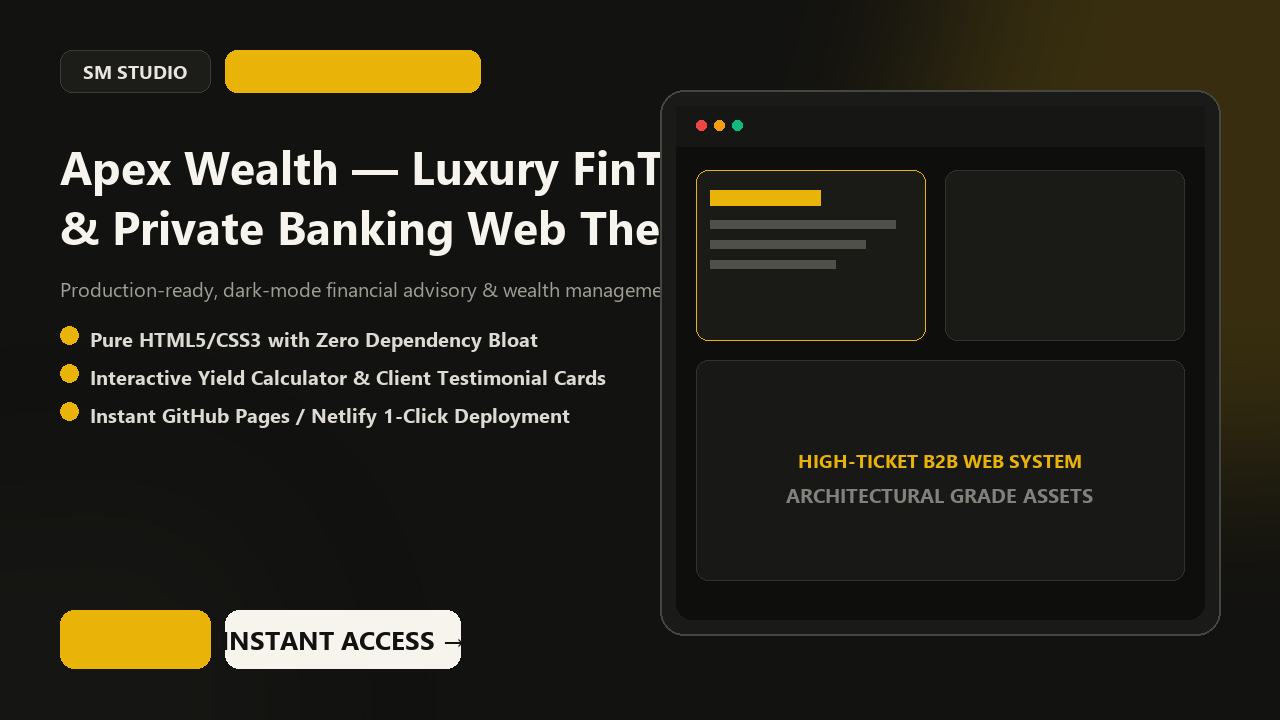 SM STUDIO
Apex Wealth — Luxury FinT
& Private Banking Web The
Production-ready, dark-mode financial advisory & wealth manageme
Pure HTML5/CSS3 with Zero Dependency Bloat
Interactive Yield Calculator & Client Testimonial Cards
Instant GitHub Pages / Netlify 1-Click Deployment
HIGH-TICKET B2B WEB SYSTEM
ARCHITECTURAL GRADE ASSETS
INSTANT ACCESS →